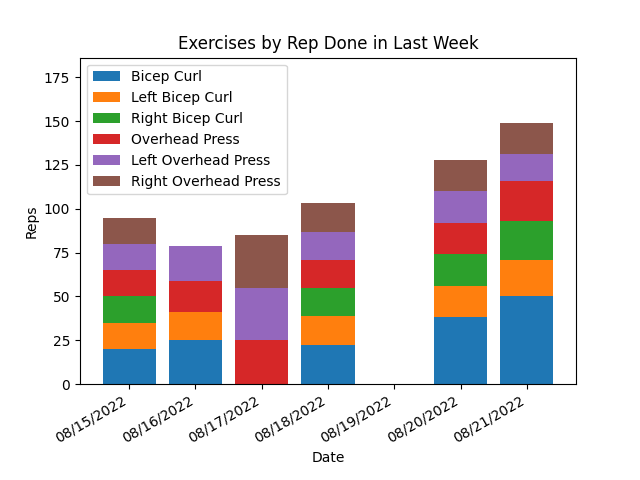 Exercises by Rep Done in Last Week
175
150
125
100
75
50
25
0
Reps
Bicep Curl
Left Bicep Curl
Right Bicep Curl
Overhead Press
Left Overhead Press
Right Overhead Press
08/15/2022
08/16/2022
08/17/2022
08/18/2022
08/19/2022
08/20/2022
08/21/2022
Date